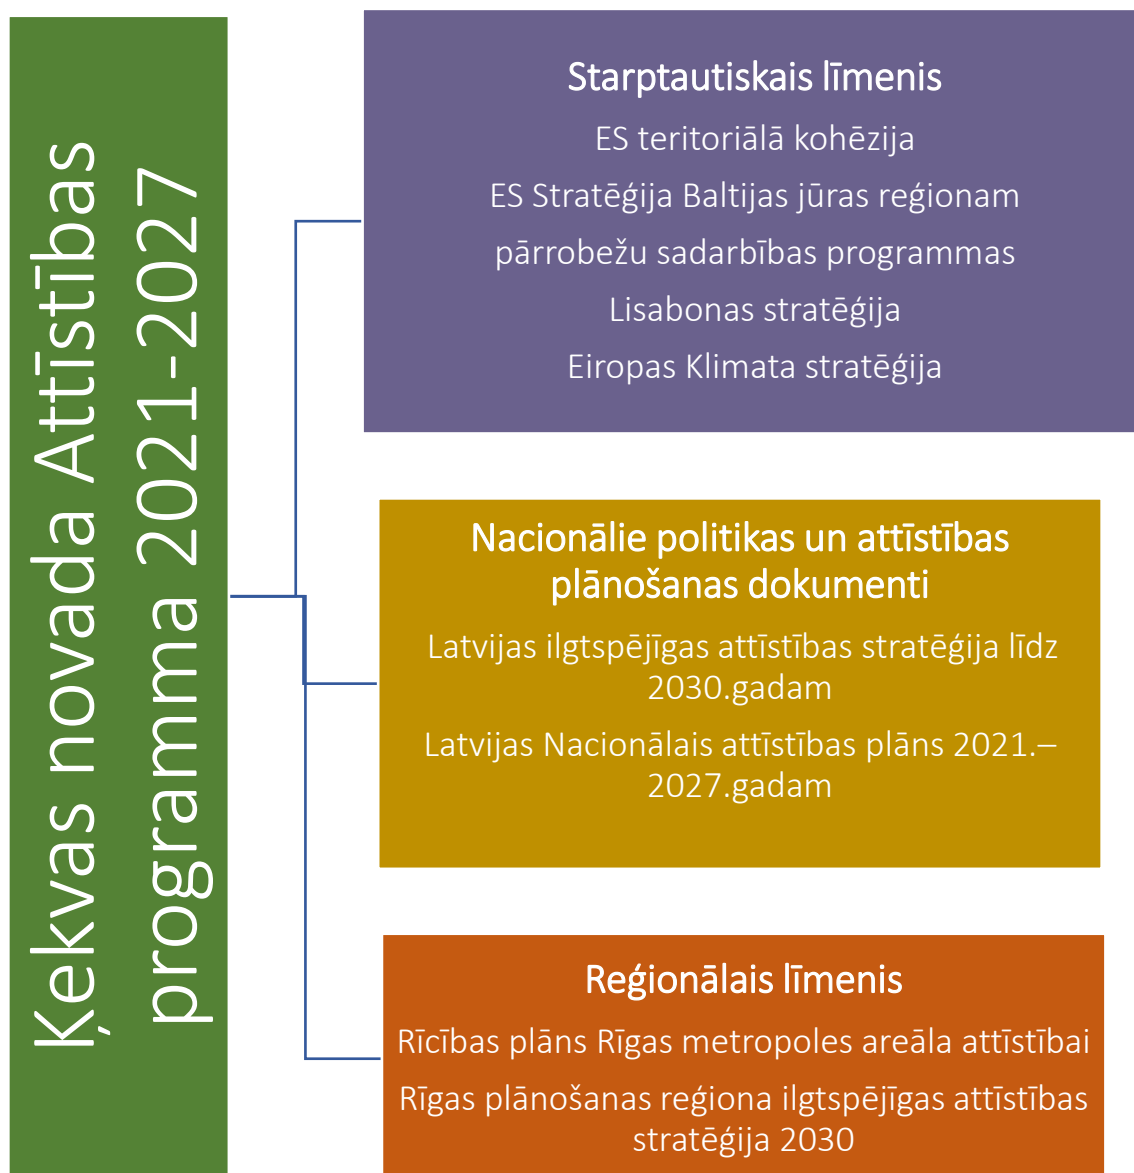 Ķekvas novada Attīstības
programma 2021-2027
Starptautiskais līmenis
ES teritoriālā kohēzija
ES Stratēģija Baltijas jūras reģionam
pārrobežu sadarbības programmas
Lisabonas stratēģija
Eiropas Klimata stratēģija
Nacionālie politikas un attīstības
plānošanas dokumenti
Latvijas ilgtspējīgas attīstības stratēģija līdz
2030.gadam
Latvijas Nacionālais attīstības plāns 2021.–
2027.gadam
Reģionālais līmenis
Rīcības plāns Rīgas metropoles areāla attīstībai
Rīgas plānošanas reģiona ilgtspējīgas attīstības
stratēģija 2030